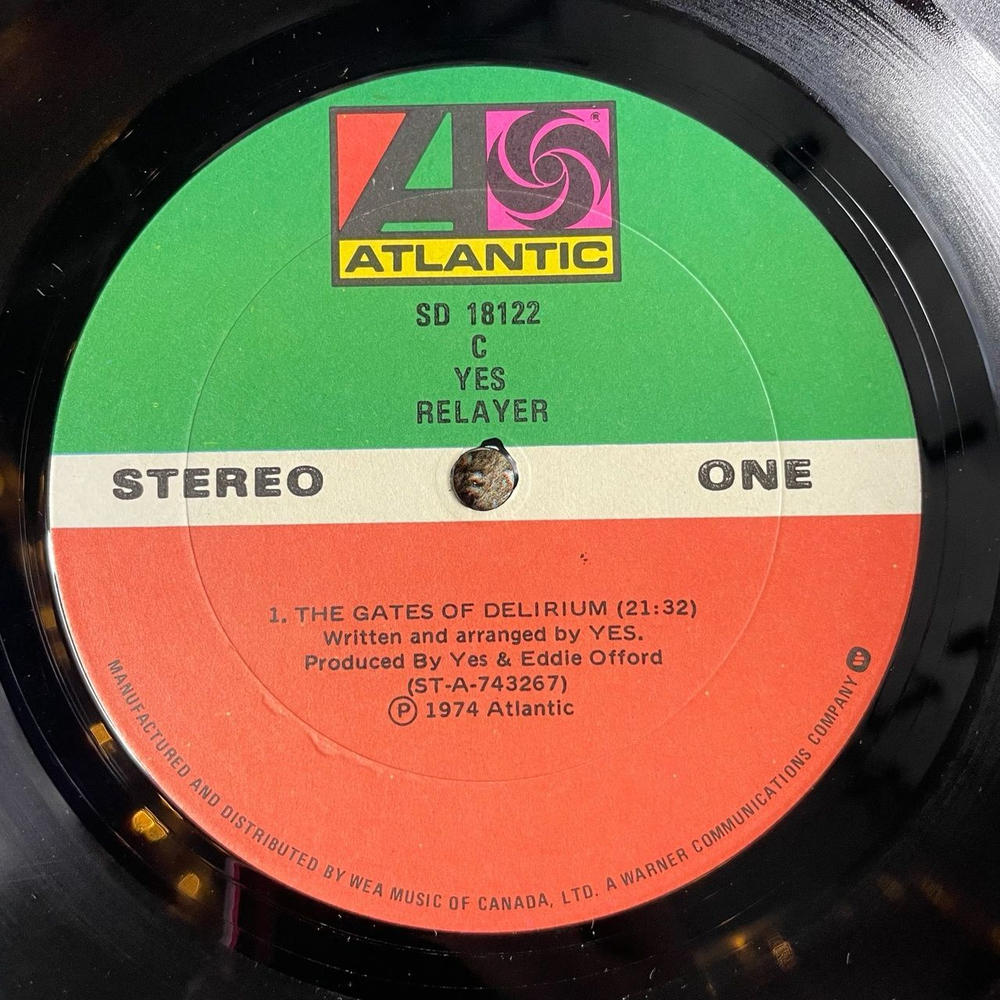 A
®
ATLANTIC
SD 18122
C
YES
RELAYER
STEREO ONE
1. THE GATES OF DELIRIUM (21:32)
Written and arranged by YES.
Produced By Yes & Eddie Offord
(ST-A-743267)
Ⓟ 1974 Atlantic
MANUFACTURED AND DISTRIBUTED BY WEA MUSIC OF CANADA, LTD. A WARNER COMMUNICATIONS COMPANY